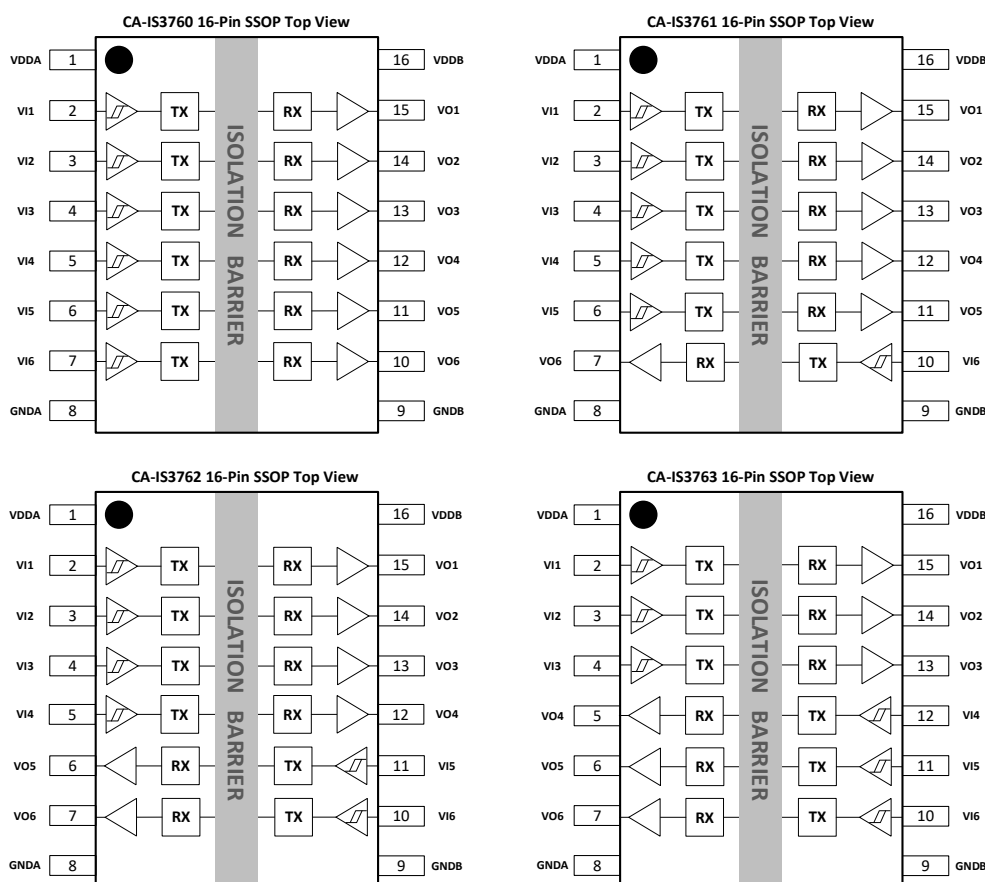 CA-IS3760 16-Pin SSOP Top View
VDDA 1 16 VDDB
VI1 2 TX RX 15 VO1
VI2 3 TX RX 14 VO2
VI3 4 TX RX 13 VO3
VI4 5 TX RX 12 VO4
VI5 6 TX RX 11 VO5
VI6 7 TX RX 10 VO6
GNDA 8 9 GNDB
ISOLATION BARRIER
CA-IS3761 16-Pin SSOP Top View
VDDA 1 16 VDDB
VI1 2 TX RX 15 VO1
VI2 3 TX RX 14 VO2
VI3 4 TX RX 13 VO3
VI4 5 TX RX 12 VO4
VI5 6 TX RX 11 VO5
VO6 7 RX TX 10 VI6
GNDA 8 9 GNDB
ISOLATION BARRIER
CA-IS3762 16-Pin SSOP Top View
VDDA 1 16 VDDB
VI1 2 TX RX 15 VO1
VI2 3 TX RX 14 VO2
VI3 4 TX RX 13 VO3
VI4 5 TX RX 12 VO4
VO5 6 RX TX 11 VI5
VO6 7 RX TX 10 VI6
GNDA 8 9 GNDB
ISOLATION BARRIER
CA-IS3763 16-Pin SSOP Top View
VDDA 1 16 VDDB
VI1 2 TX RX 15 VO1
VI2 3 TX RX 14 VO2
VI3 4 TX RX 13 VO3
VO4 5 RX TX 12 VI4
VO5 6 RX TX 11 VI5
VO6 7 RX TX 10 VI6
GNDA 8 9 GNDB
ISOLATION BARRIER